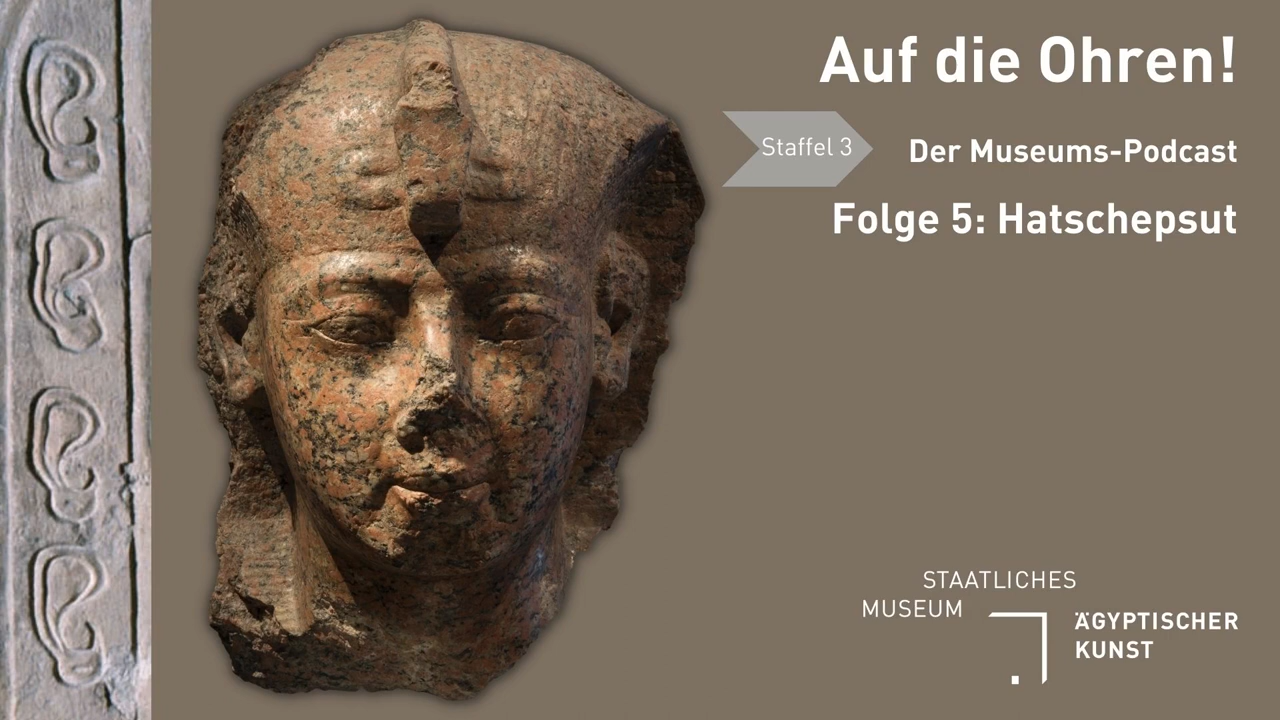 Auf die Ohren!
Staffel 3
Der Museums-Podcast
Folge 5: Hatschepsut
STAATLICHES
MUSEUM
ÄGYPTISCHER
KUNST